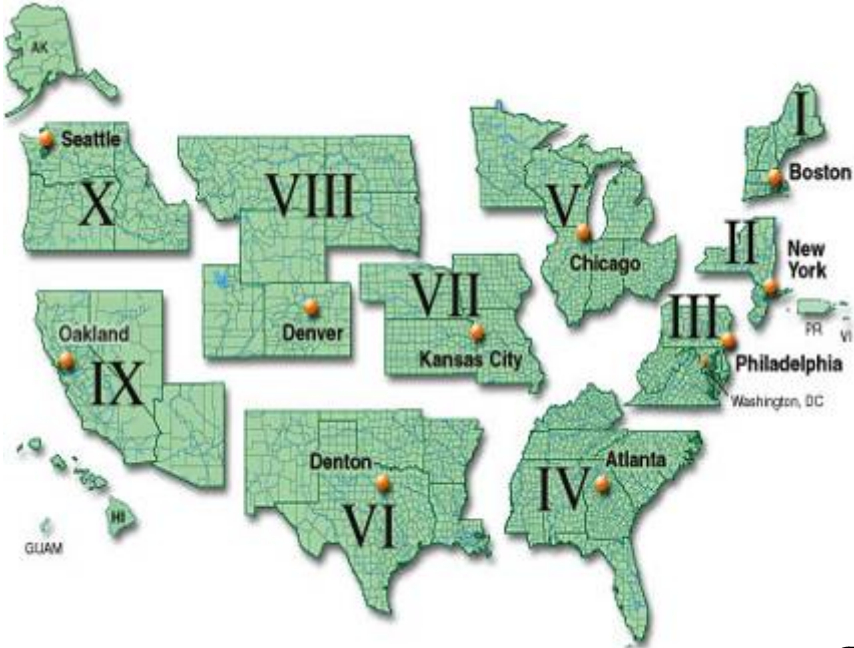 AK
Seattle
X
VIII
V
Chicago
I
Boston
II
New
York
PR
VI
III
Philadelphia
Washington, DC
VII
Kansas City
Denver
Oakland
IX
HI
GUAM
Denton
VI
Atlanta
IV